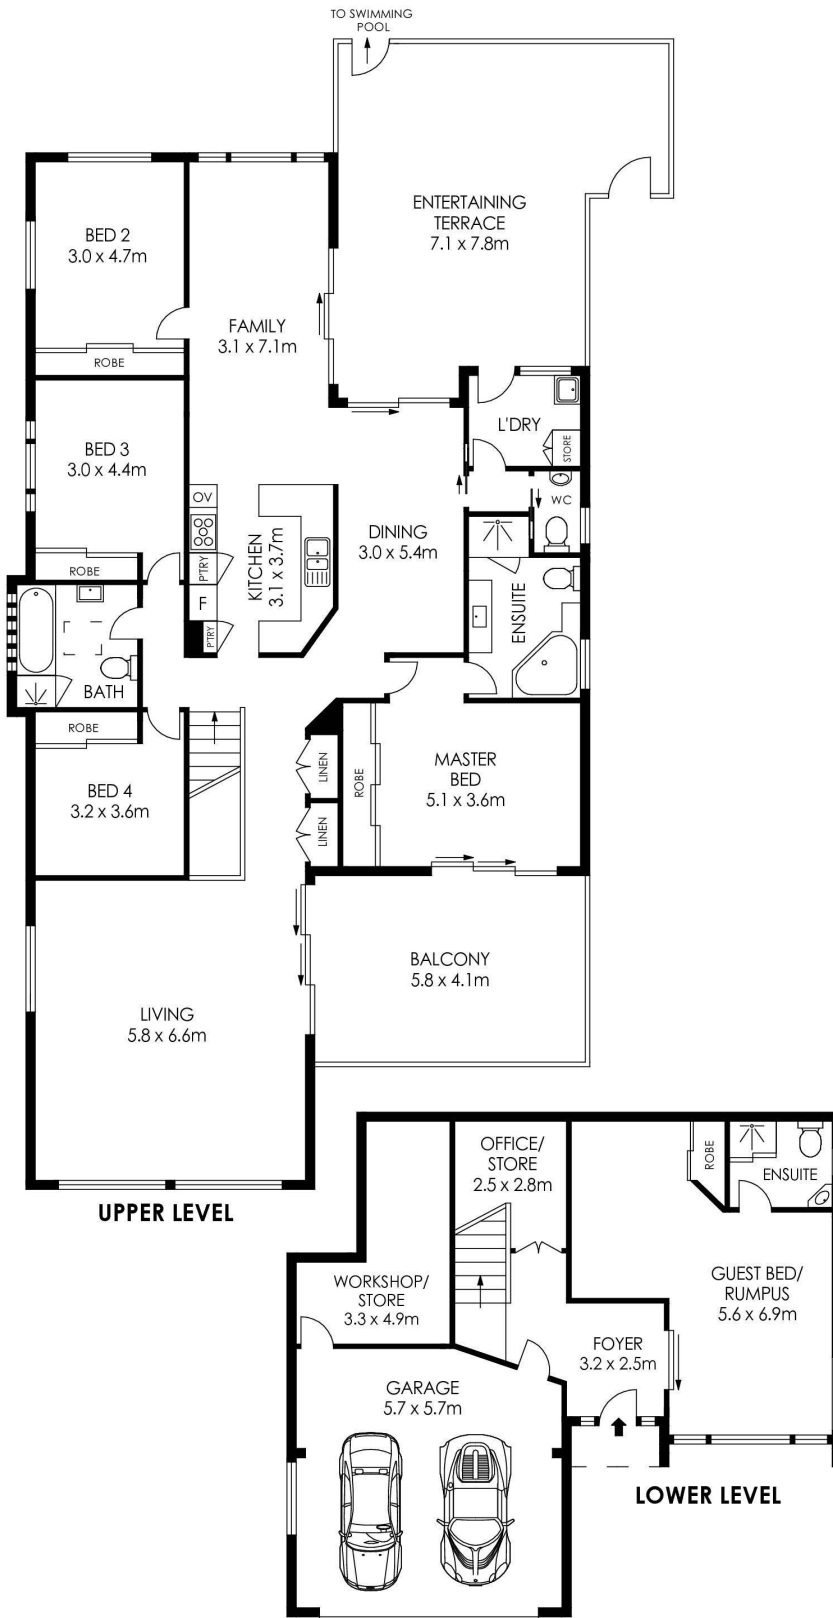 TO SWIMMING
POOL
ENTERTAINING
TERRACE
7.1 x 7.8m
BED 2
3.0 x 4.7m
ROBE
FAMILY
3.1 x 7.1m
BED 3
3.0 x 4.4m
ROBE
L'DRY
STORE
WC
OV
P'TRY
F
P'TRY
KITCHEN
3.1 x 3.7m
DINING
3.0 x 5.4m
ENSUITE
BATH
ROBE
BED 4
3.2 x 3.6m
LINEN
LINEN
ROBE
MASTER
BED
5.1 x 3.6m
BALCONY
5.8 x 4.1m
LIVING
5.8 x 6.6m
UPPER LEVEL
OFFICE/
STORE
2.5 x 2.8m
ROBE
ENSUITE
WORKSHOP/
STORE
3.3 x 4.9m
GUEST BED/
RUMPUS
5.6 x 6.9m
FOYER
3.2 x 2.5m
GARAGE
5.7 x 5.7m
LOWER LEVEL